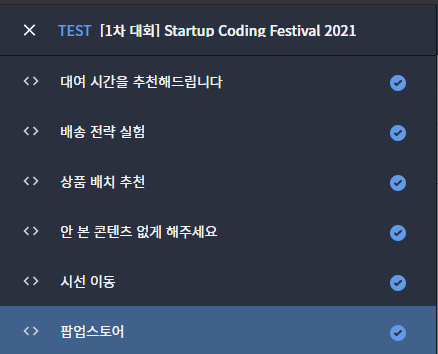 TEST [1차 대회] Startup Coding Festival 2021
대여 시간을 추천해드립니다
배송 전략 실험
상품 배치 추천
안 본 콘텐츠 없게 해주세요
시선 이동
팝업스토어